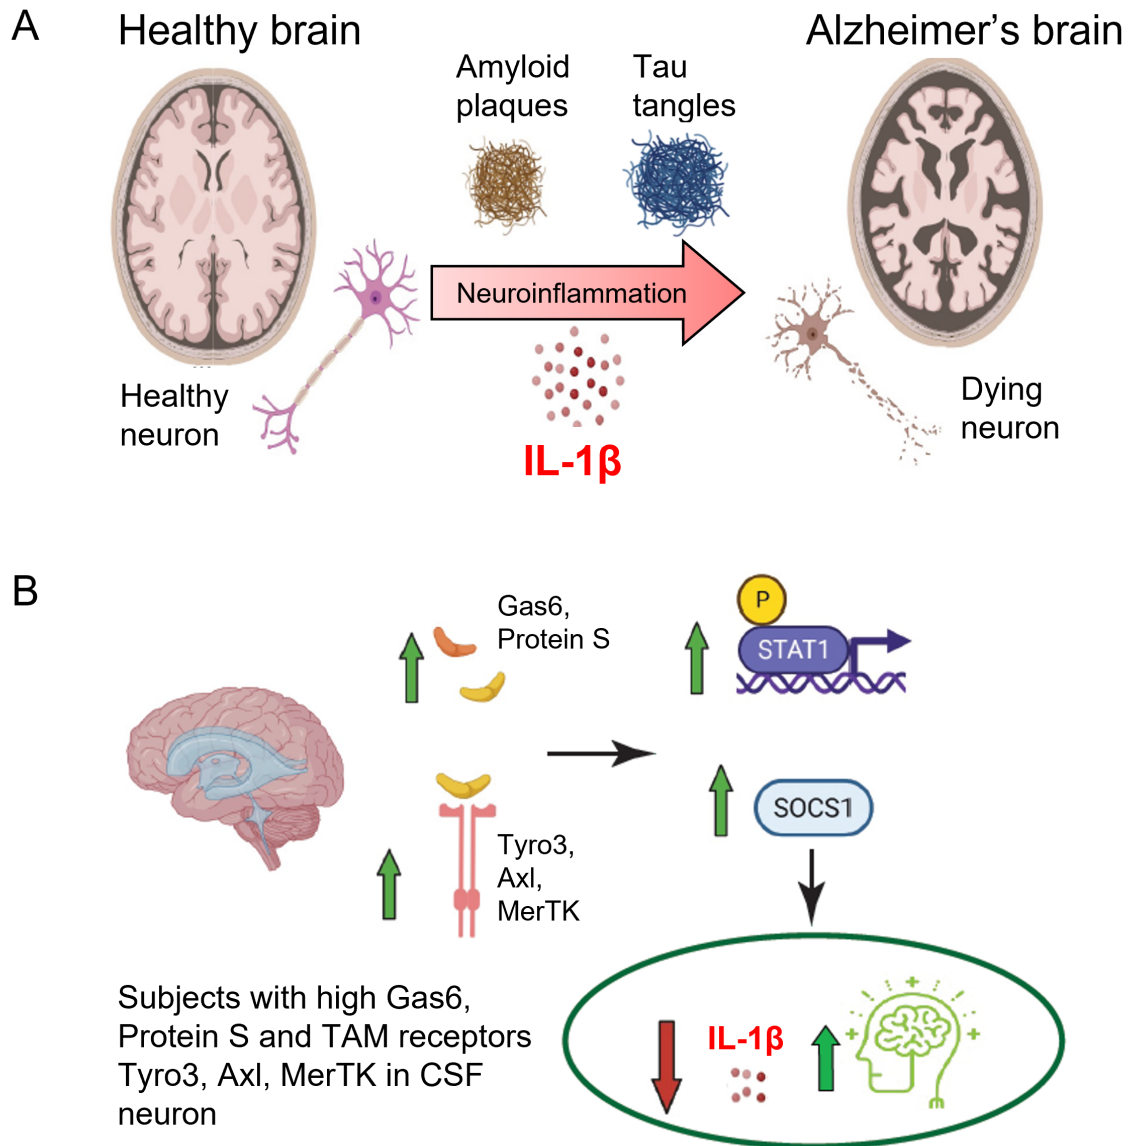 A
Healthy brain
Alzheimer’s brain
Amyloid
plaques
Tau
tangles
Neuroinflammation
Healthy
neuron
IL-1β
Dying
neuron
B
Gas6,
Protein S
P
STAT1
SOCS1
Tyro3,
Axl,
MerTK
Subjects with high Gas6,
Protein S and TAM receptors
Tyro3, Axl, MerTK in CSF
neuron
IL-1β